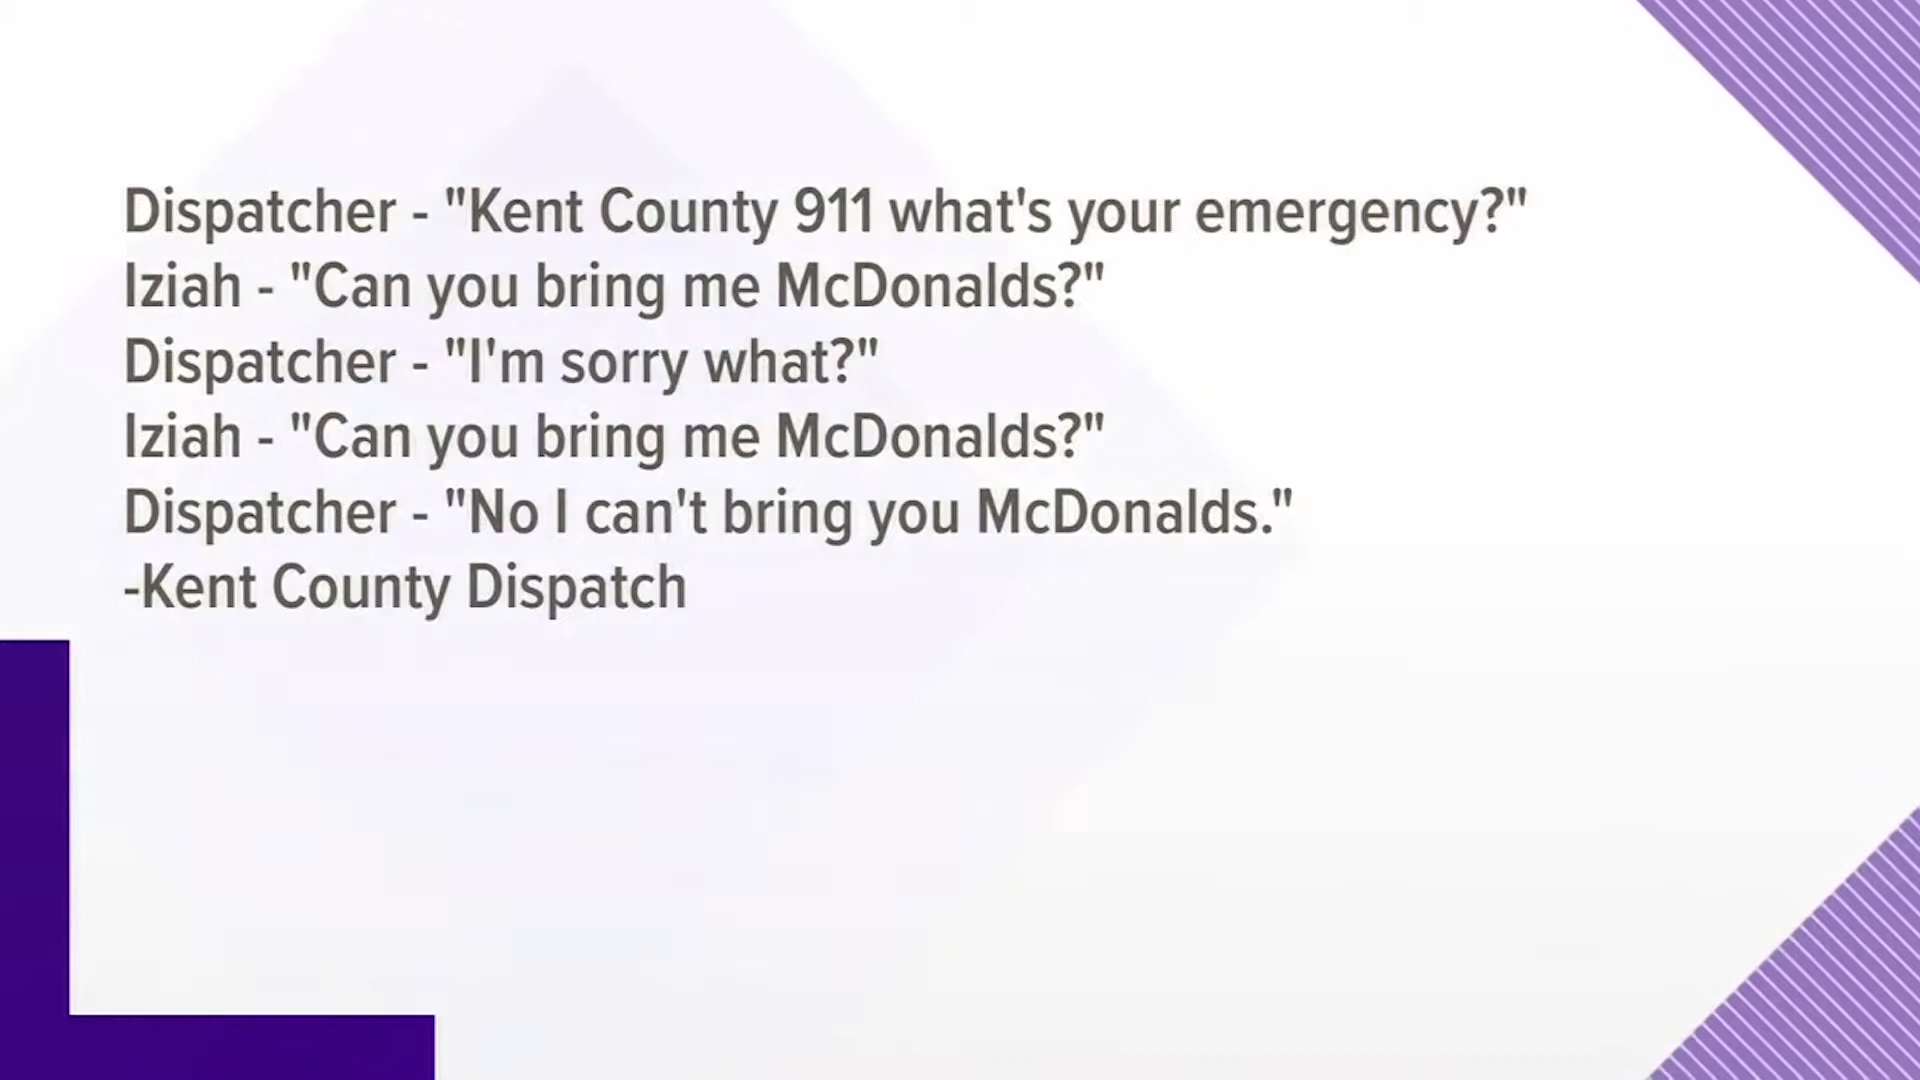 Dispatcher - "Kent County 911 what's your emergency?"
Iziah - "Can you bring me McDonalds?"
Dispatcher - "I'm sorry what?"
Iziah - "Can you bring me McDonalds?"
Dispatcher - "No I can't bring you McDonalds."
-Kent County Dispatch